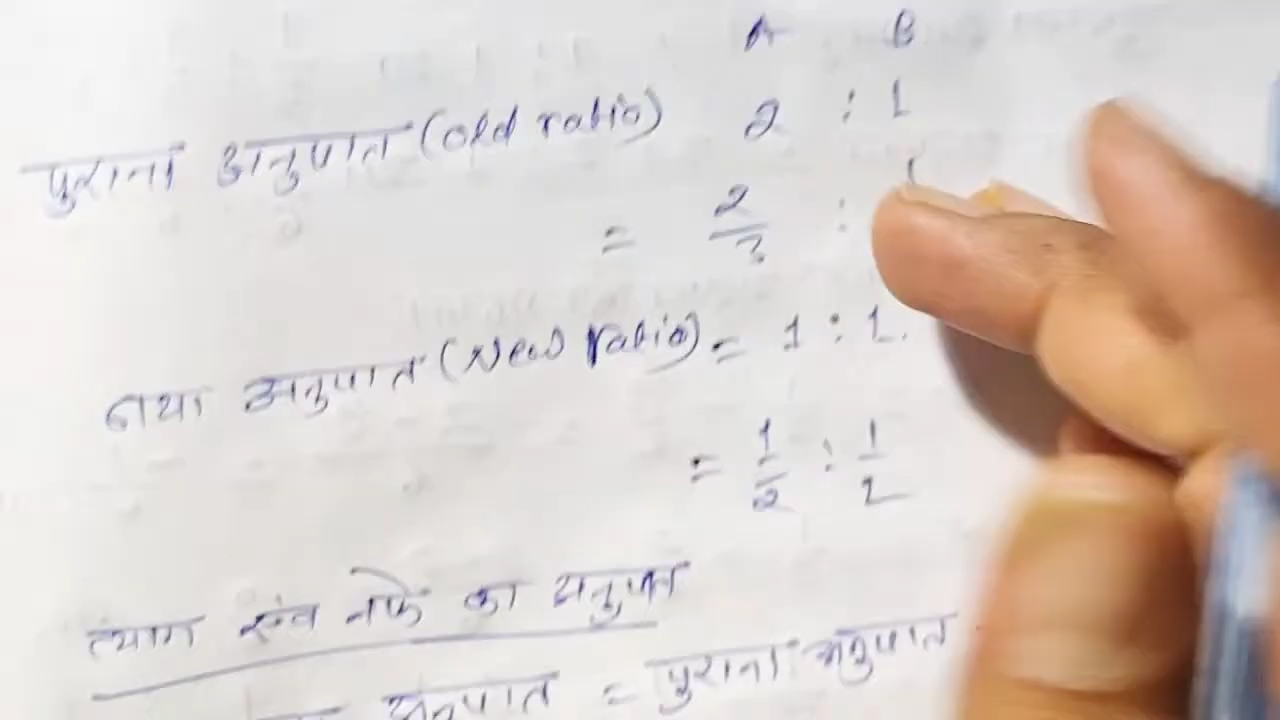 A B
पुराना अनुपात (old ratio) 2 : 1
= 2/3 :
नया अनुपात (New ratio) = 1 : 1.
= 1/2 : 1/2
त्याग एंव नफे का अनुपात
अनुपात = पुराना अनुपात